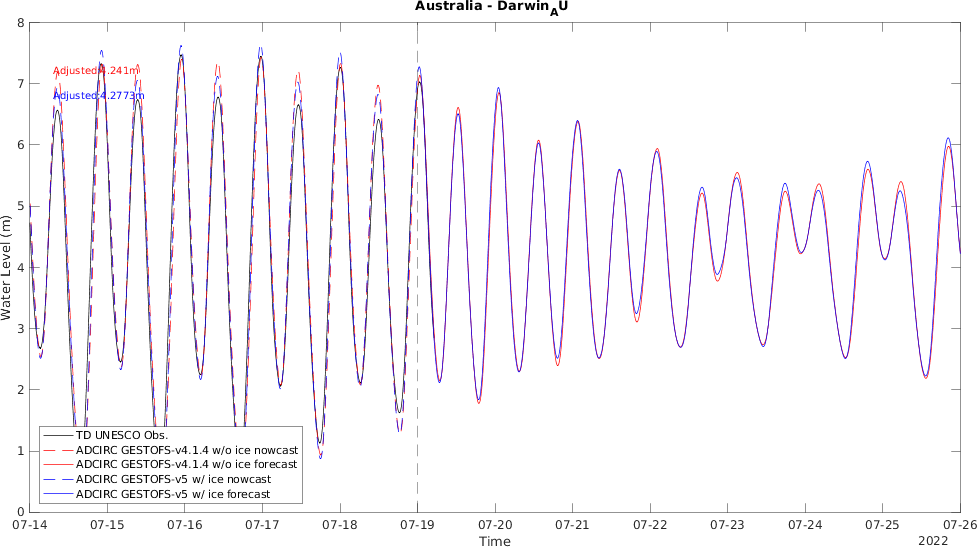 Australia - Darwin_AU
8
7
6
5
4
3
2
1
0
Water Level (m)
Adjusted:4.241m
Adjusted:4.2773m
TD UNESCO Obs.
ADCIRC GESTOFS-v4.1.4 w/o ice nowcast
ADCIRC GESTOFS-v4.1.4 w/o ice forecast
ADCIRC GESTOFS-v5 w/ ice nowcast
ADCIRC GESTOFS-v5 w/ ice forecast
07-14 07-15 07-16 07-17 07-18 07-19 07-20 07-21 07-22 07-23 07-24 07-25 07-26
Time
2022